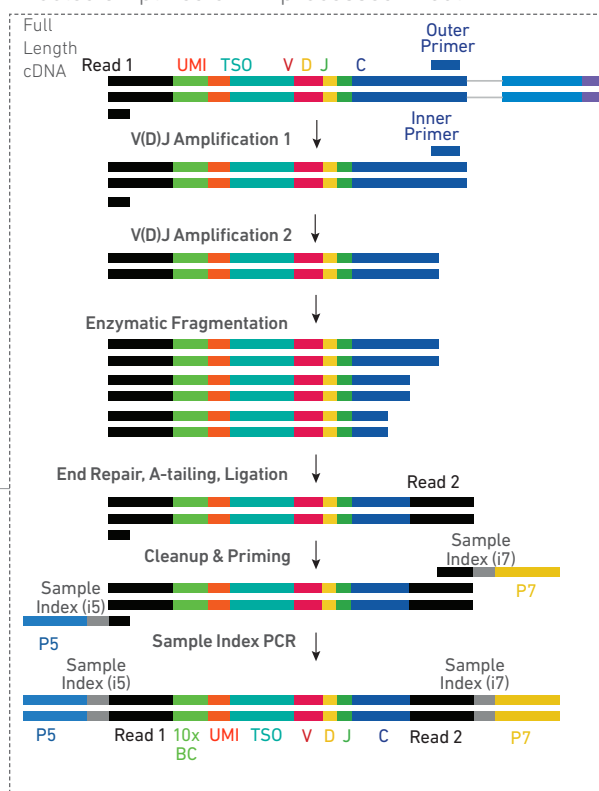 Full
Length
cDNA
Outer
Primer
Read 1 UMI TSO V D J C
Inner
Primer
V(D)J Amplification 1
V(D)J Amplification 2
Enzymatic Fragmentation
End Repair, A-tailing, Ligation
Read 2
Cleanup & Priming
Sample
Index (i7)
P7
Sample
Index (i5)
P5
Sample Index PCR
Sample
Index (i5)
Sample
Index (i7)
P5 Read 1 10x
BC UMI TSO V D J C Read 2 P7